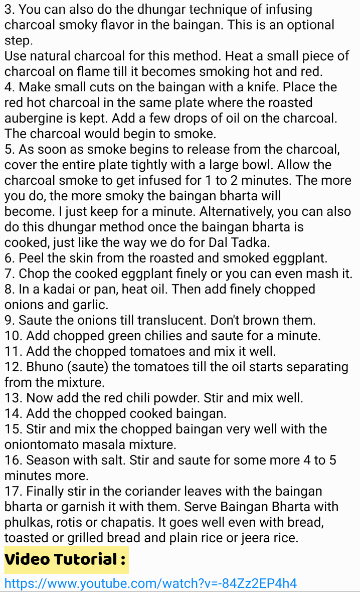 3. You can also do the dhungar technique of infusing
charcoal smoky flavor in the baingan. This is an optional
step.
Use natural charcoal for this method. Heat a small piece of
charcoal on flame till it becomes smoking hot and red.
4. Make small cuts on the baingan with a knife. Place the
red hot charcoal in the same plate where the roasted
aubergine is kept. Add a few drops of oil on the charcoal.
The charcoal would begin to smoke.
5. As soon as smoke begins to release from the charcoal,
cover the entire plate tightly with a large bowl. Allow the
charcoal smoke to get infused for 1 to 2 minutes. The more
you do, the more smoky the baingan bharta will
become. I just keep for a minute. Alternatively, you can also
do this dhungar method once the baingan bharta is
cooked, just like the way we do for Dal Tadka.
6. Peel the skin from the roasted and smoked eggplant.
7. Chop the cooked eggplant finely or you can even mash it.
8. In a kadai or pan, heat oil. Then add finely chopped
onions and garlic.
9. Saute the onions till translucent. Don't brown them.
10. Add chopped green chilies and saute for a minute.
11. Add the chopped tomatoes and mix it well.
12. Bhuno (saute) the tomatoes till the oil starts separating
from the mixture.
13. Now add the red chili powder. Stir and mix well.
14. Add the chopped cooked baingan.
15. Stir and mix the chopped baingan very well with the
oniontomato masala mixture.
16. Season with salt. Stir and saute for some more 4 to 5
minutes more.
17. Finally stir in the coriander leaves with the baingan
bharta or garnish it with them. Serve Baingan Bharta with
phulkas, rotis or chapatis. It goes well even with bread,
toasted or grilled bread and plain rice or jeera rice.
Video Tutorial :
https://www.youtube.com/watch?v=-84Zz2EP4h4